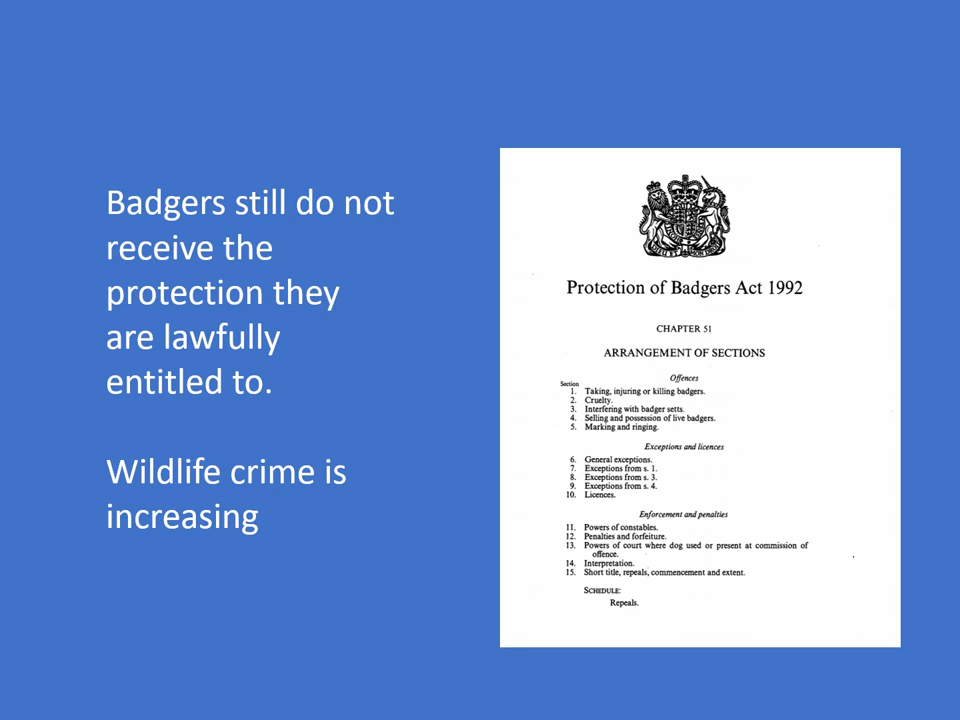 Badgers still do not
receive the
protection they
are lawfully
entitled to.
Wildlife crime is
increasing
Protection of Badgers Act 1992
CHAPTER 51
ARRANGEMENT OF SECTIONS
Offences
Section
1. Taking, injuring or killing badgers.
2. Cruelty.
3. Interfering with badger setts.
4. Selling and possession of live badgers.
5. Marking and ringing.
Exceptions and licences
6. General exceptions.
7. Exceptions from s. 1.
8. Exceptions from s. 3.
9. Exceptions from s. 4.
10. Licences.
Enforcement and penalties
11. Powers of constables.
12. Penalties and forfeiture.
13. Powers of court where dog used or present at commission of
offence.
14. Interpretation.
15. Short title, repeals, commencement and extent.
SCHEDULE:
Repeals.